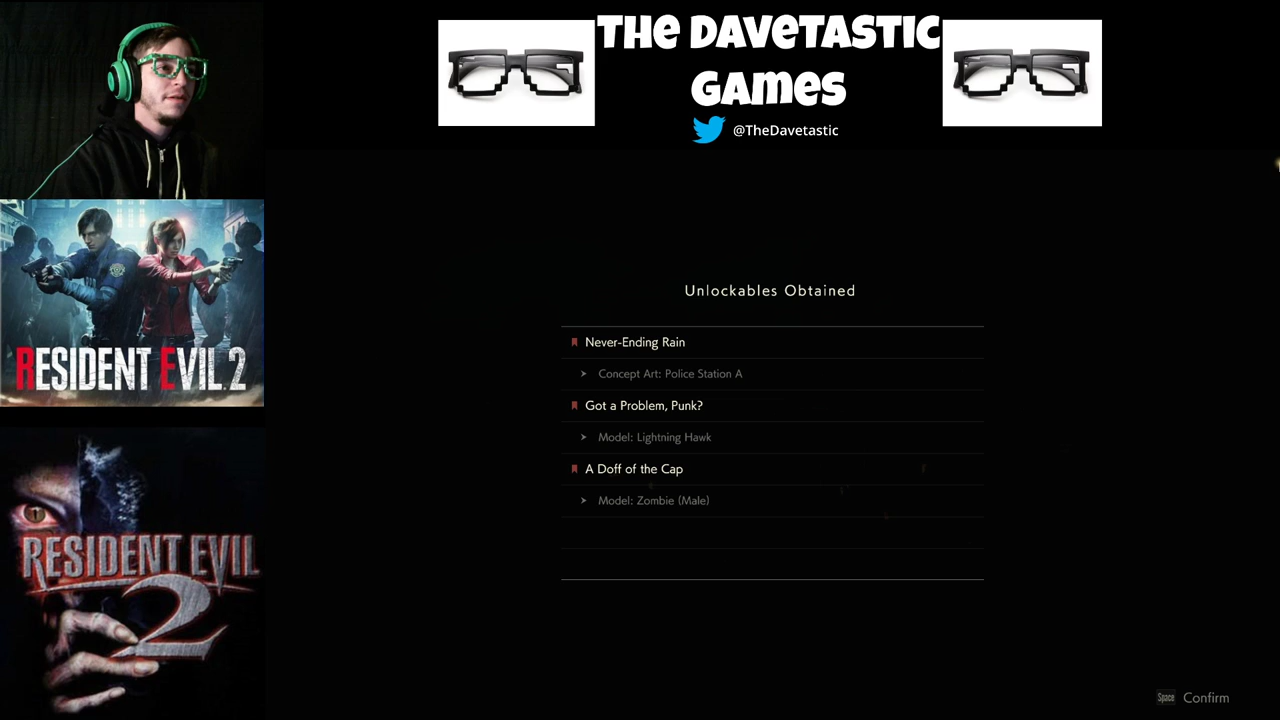 THE DAVETASTIC
GAMES
@TheDavetastic
RESIDENT EVIL 2
RESIDENT EVIL
2
Unlockables Obtained
Never-Ending Rain
Concept Art: Police Station A
Got a Problem, Punk?
Model: Lightning Hawk
A Doff of the Cap
Model: Zombie (Male)
Space Confirm